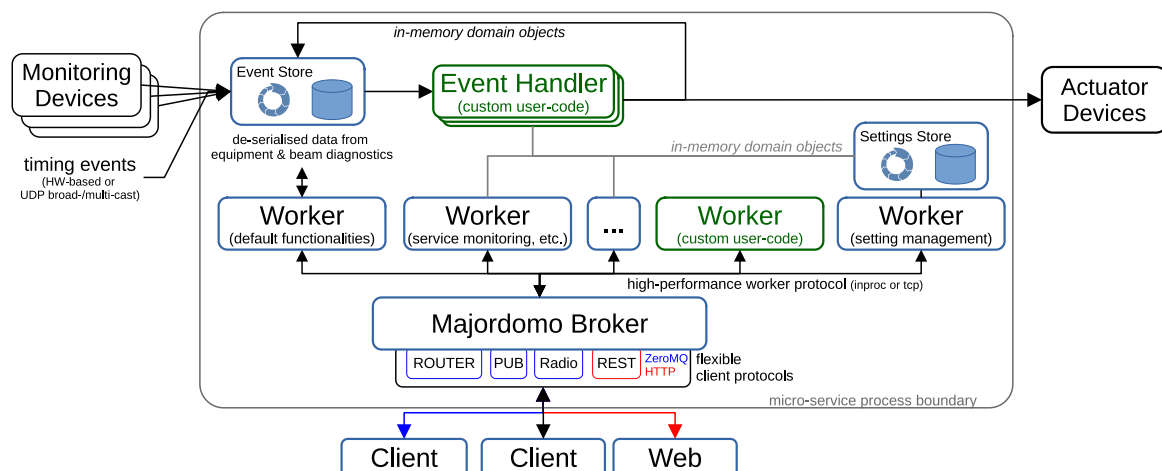 in-memory domain objects
Monitoring
Devices
Event Store
Event Handler
(custom user-code)
Actuator
Devices
timing events
(HW-based or
UDP broad-/multi-cast)
de-serialised data from
equipment & beam diagnostics
in-memory domain objects
Settings Store
Worker
(default functionalities)
Worker
(service monitoring, etc.)
...
Worker
(custom user-code)
Worker
(setting management)
high-performance worker protocol (inproc or tcp)
Majordomo Broker
ROUTER
PUB
Radio
REST
ZeroMQ
HTTP
flexible
client protocols
micro-service process boundary
Client
Client
Web